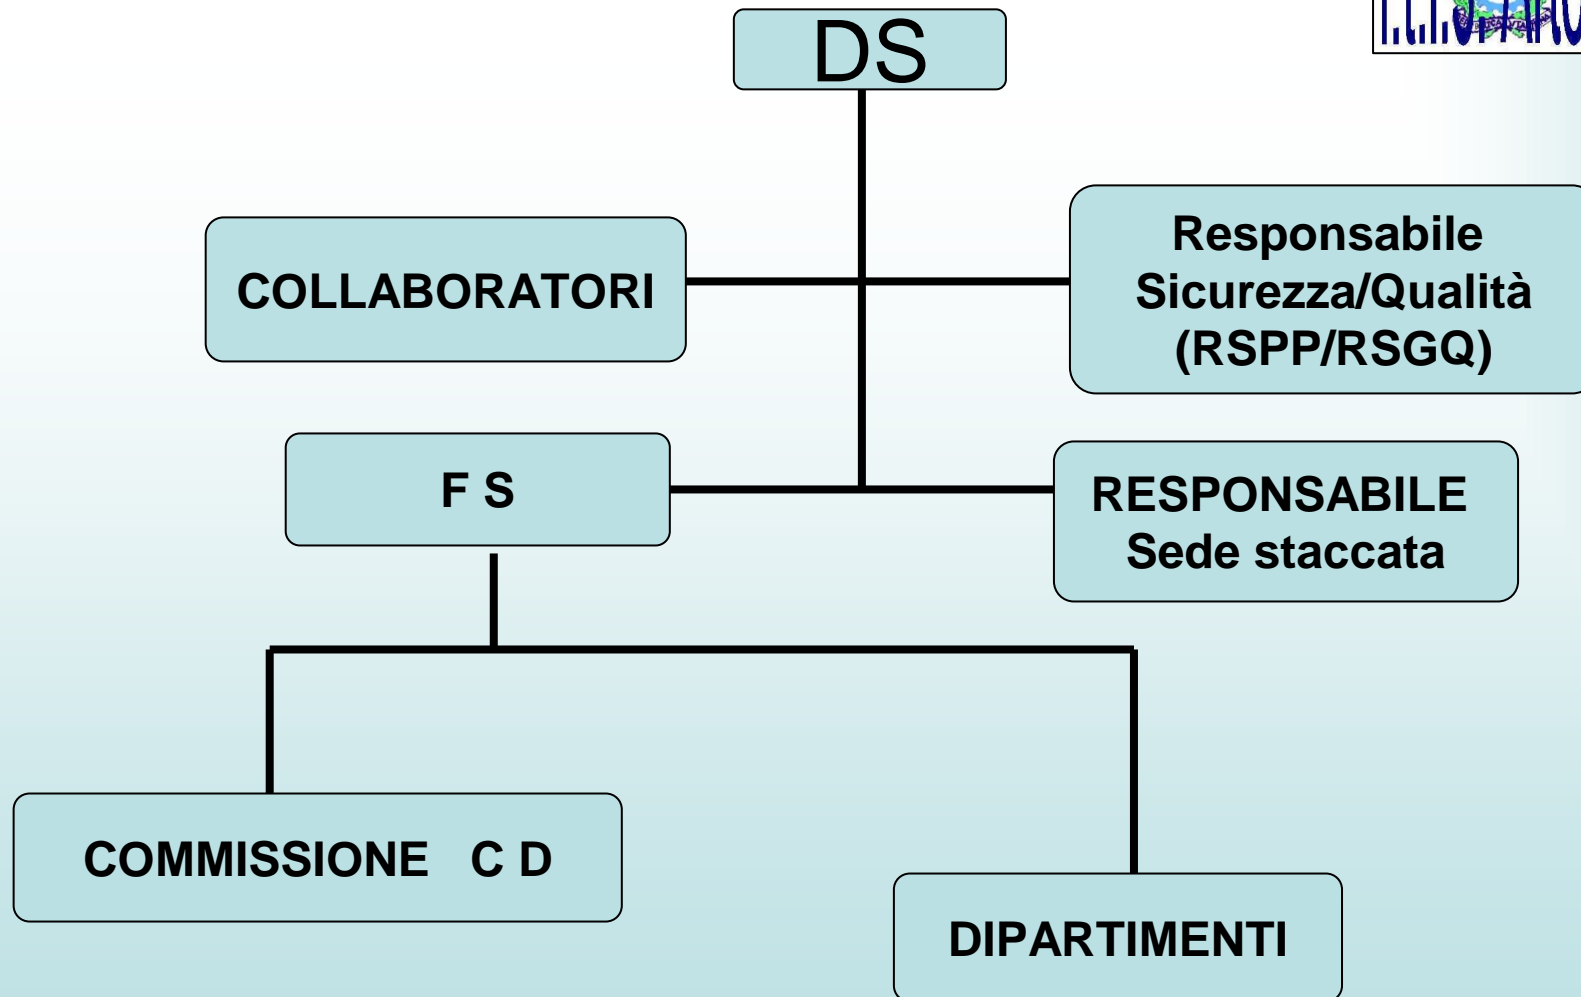 DS
COLLABORATORI
Responsabile
Sicurezza/Qualità
(RSPP/RSGQ)
F S
RESPONSABILE
Sede staccata
COMMISSIONE C D
DIPARTIMENTI